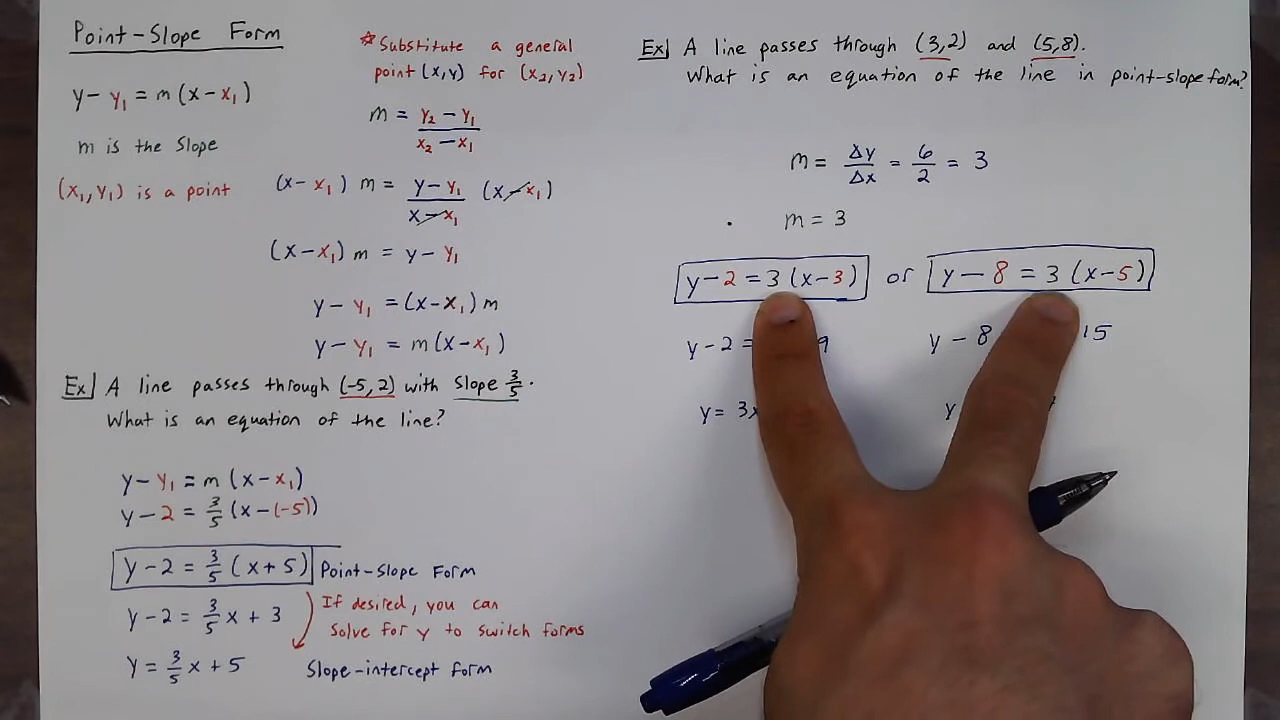 Point-Slope Form
y - y₁ = m (x - x₁)
m is the slope
(x₁, y₁) is a point
*Substitute a general
point (x,y) for (x₂, y₂)
m = y₂ - y₁ / x₂ - x₁
(x - x₁) m = y - y₁ / x - x₁ (x - x₁)
(x - x₁) m = y - y₁
y - y₁ = (x - x₁) m
y - y₁ = m (x - x₁)
Ex| A line passes through (-5, 2) with slope 3/5.
What is an equation of the line?
y - y₁ = m (x - x₁)
y - 2 = 3/5 (x - (-5))
y - 2 = 3/5 (x + 5) Point-Slope Form
y - 2 = 3/5 x + 3
If desired, you can
solve for y to switch forms
y = 3/5 x + 5 Slope-intercept form
Ex| A line passes through (3,2) and (5,8).
What is an equation of the line in point-slope form?
m = Δy/Δx = 6/2 = 3
m = 3
y - 2 = 3 (x - 3) or y - 8 = 3 (x - 5)
y - 2 = 9 y - 8 15
y = 3x y